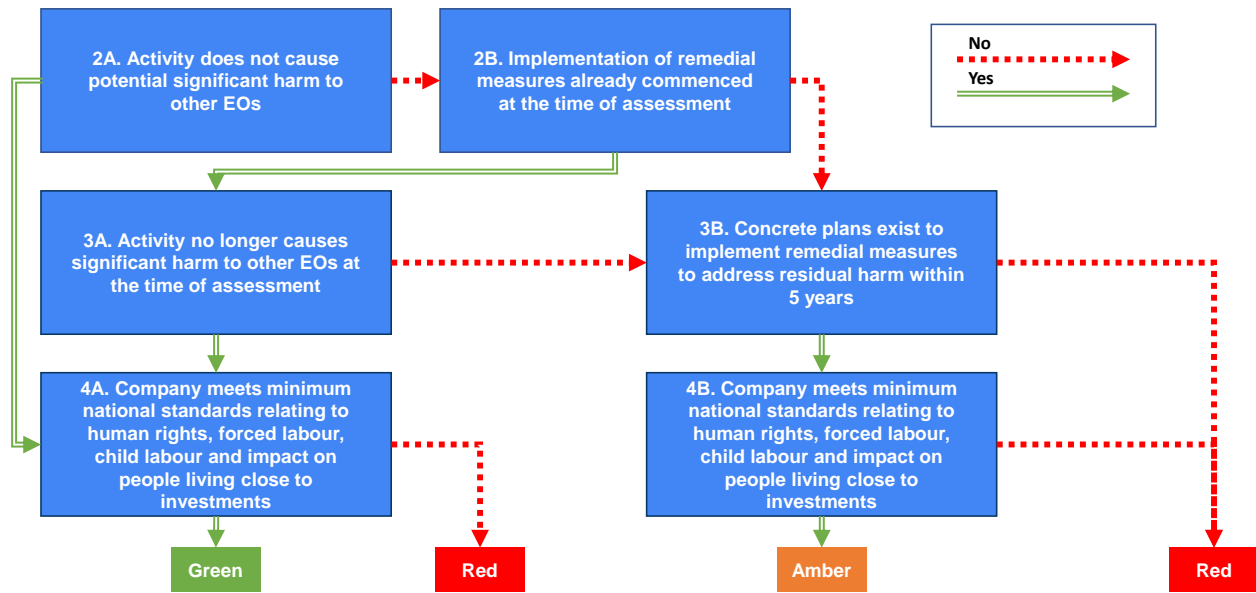 2A. Activity does not cause
potential significant harm to
other EOs
2B. Implementation of remedial
measures already commenced
at the time of assessment
No
Yes
3A. Activity no longer causes
significant harm to other EOs at
the time of assessment
3B. Concrete plans exist to
implement remedial measures
to address residual harm within
5 years
4A. Company meets minimum
national standards relating to
human rights, forced labour,
child labour and impact on
people living close to
investments
4B. Company meets minimum
national standards relating to
human rights, forced labour,
child labour and impact on
people living close to
investments
Green
Red
Amber
Red